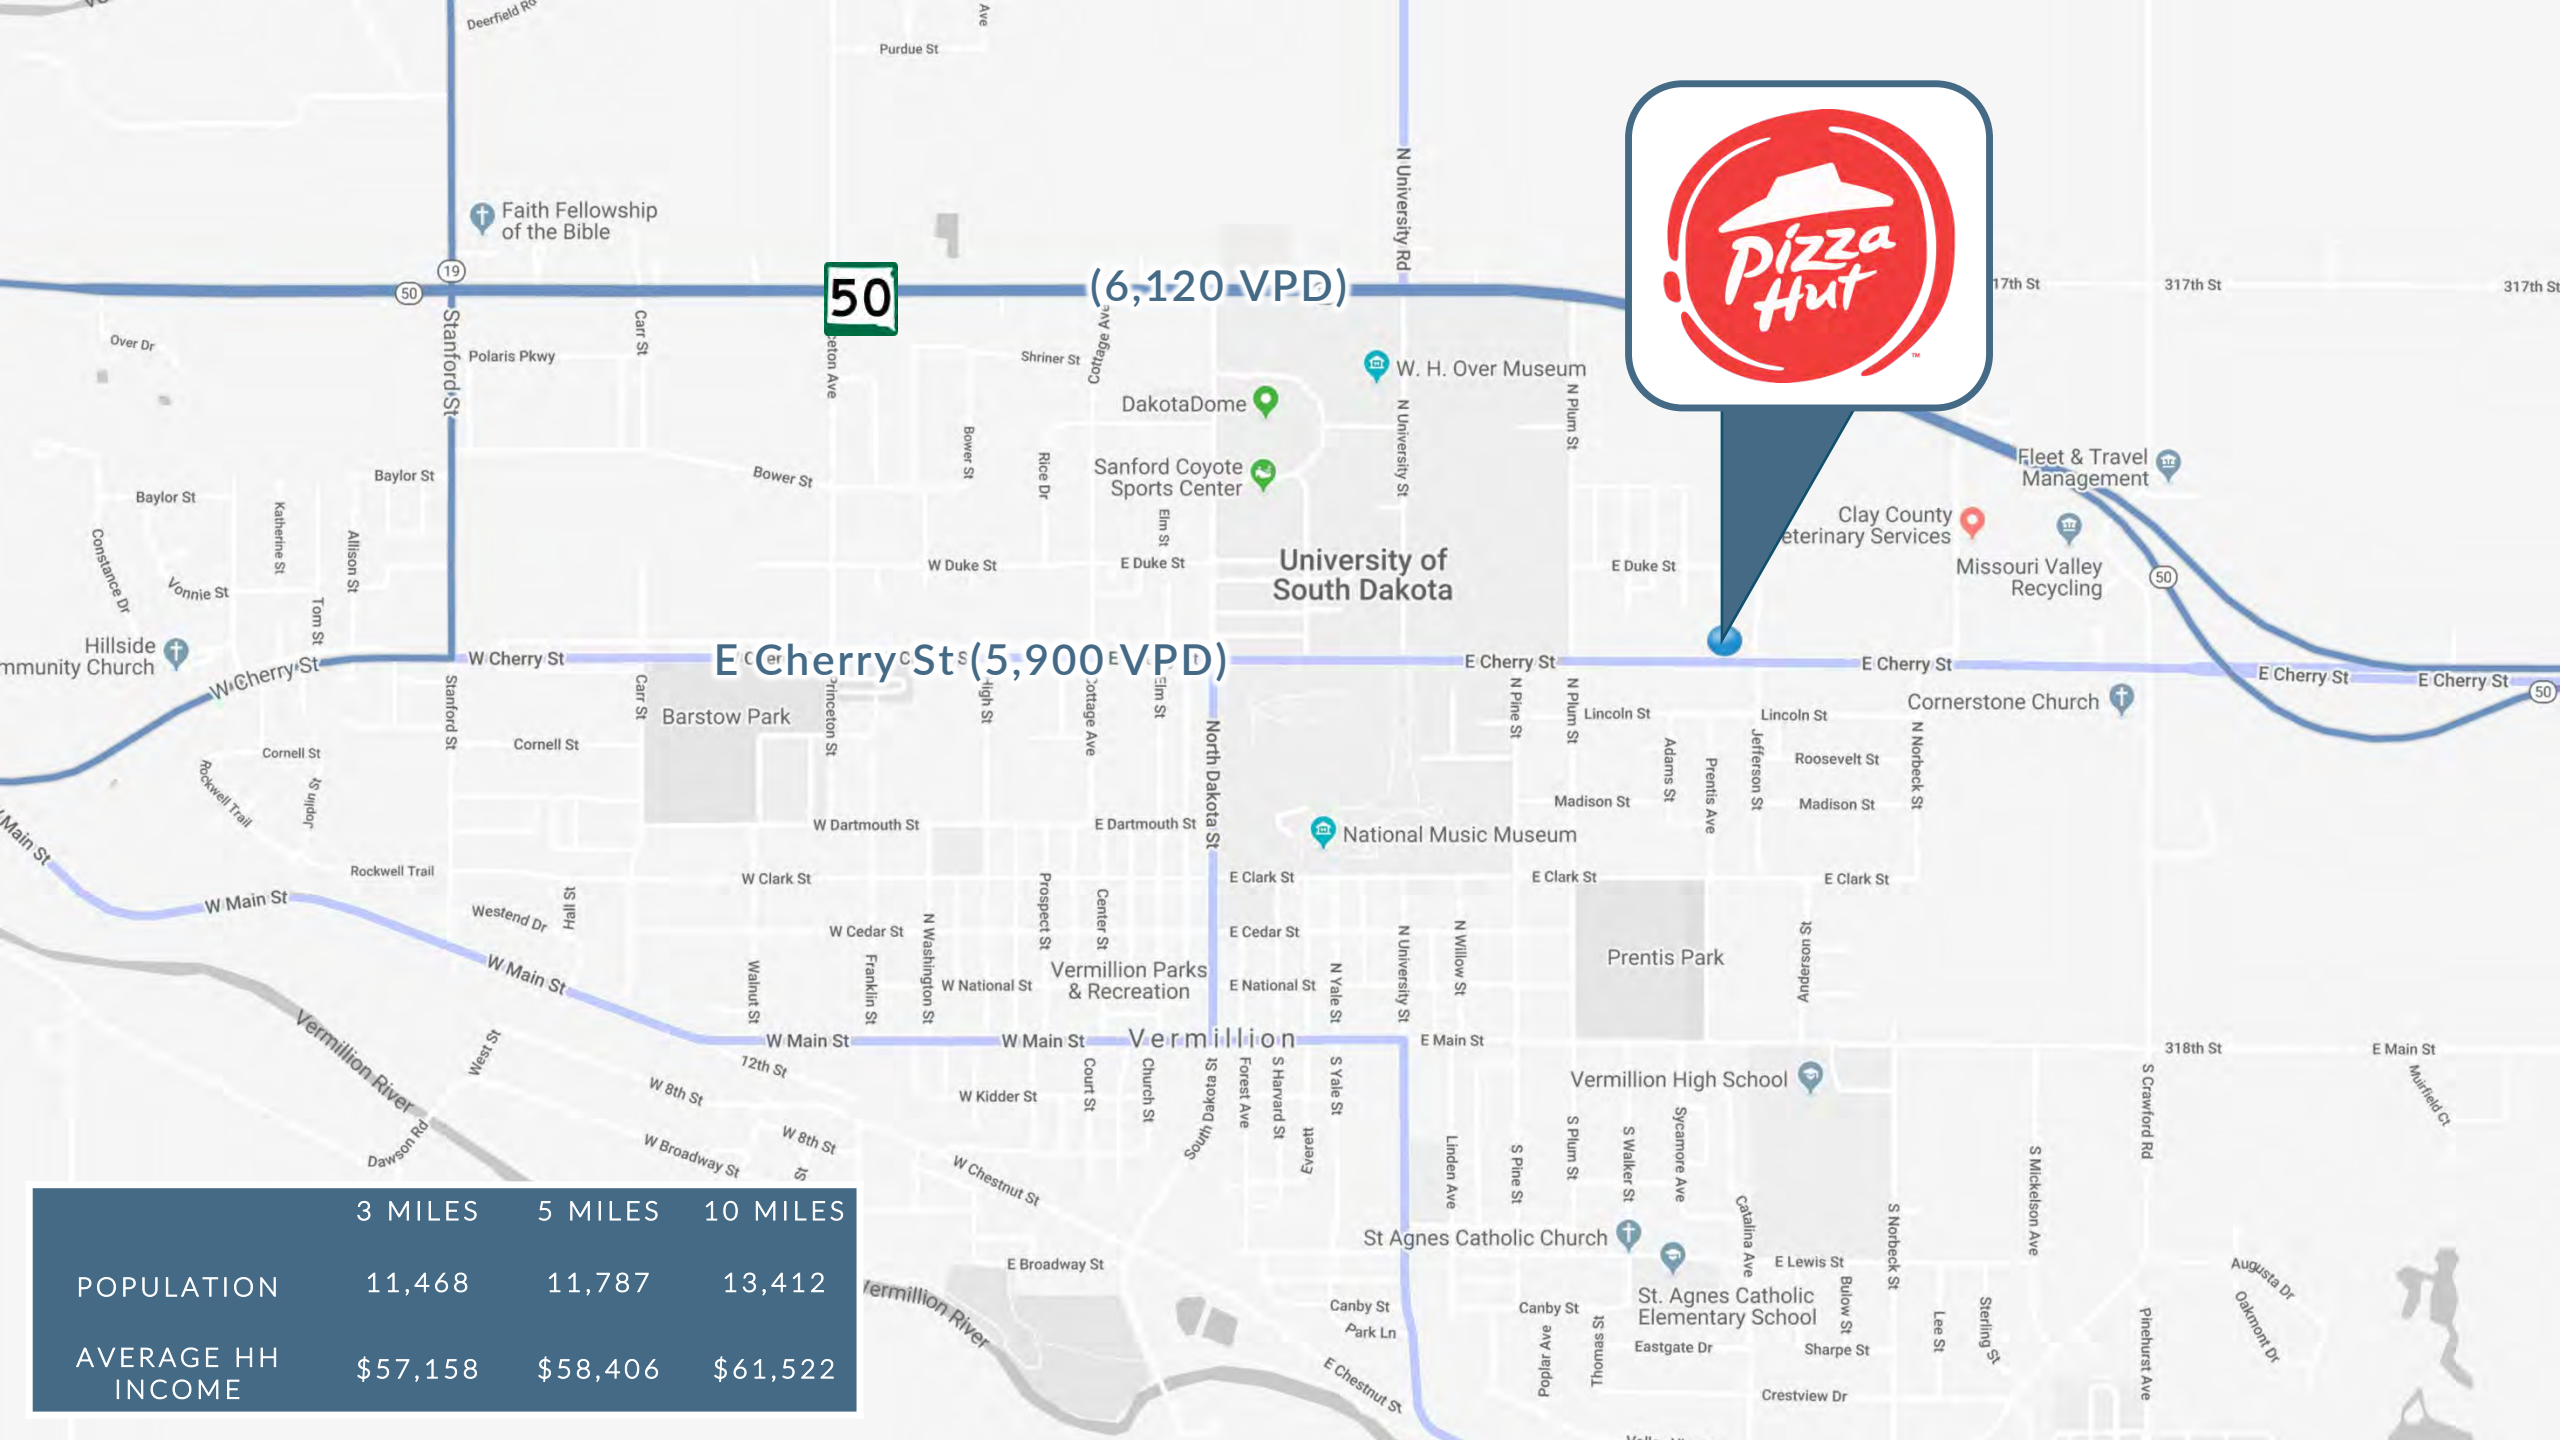 Deerfield Rd
Ave
Purdue St
N University Rd
Pizza
Hut
™
Faith Fellowship
of the Bible
19
50
50
(6,120 VPD)
17th St
317th St
317th St
Over Dr
Stanford St
Carr St
Polaris Pkwy
Shriner St
Cottage Ave
W. H. Over Museum
DakotaDome
N Plum St
N University St
Bower St
Rice Dr
Sanford Coyote
Sports Center
Fleet & Travel
Management
Baylor St
Baylor St
Bower St
Katherine St
Constance Dr
Allison St
Elm St
Clay County
eterinary Services
Missouri Valley
Recycling
W Duke St
E Duke St
University of
South Dakota
E Duke St
50
Vonnie St
Tom St
Hillside
mmunity Church
W Cherry St
W Cherry St
E Cherry St (5,900 VPD)
E Cherry St
E Cherry St
E Cherry St
E Cherry St
50
Cornerstone Church
Stanford St
Carr St
Barstow Park
Princeton St
High St
Cottage Ave
Elm St
North Dakota St
N Pine St
N Plum St
Lincoln St
Lincoln St
Cornell St
Cornell St
Adams St
Prentis Ave
Jefferson St
Roosevelt St
N Norbeck St
Rockwell Trail
Joplin St
Madison St
Madison St
W Dartmouth St
E Dartmouth St
National Music Museum
Main St
Rockwell Trail
W Clark St
E Clark St
E Clark St
E Clark St
W Main St
Westend Dr
Hall St
Prospect St
Center St
W Cedar St
N Washington St
E Cedar St
N University St
N Willow St
Anderson St
Prentis Park
W Main St
Walnut St
Franklin St
W National St
Vermillion Parks
& Recreation
E National St
N Yale St
Vermillion River
West St
W Main St
W Main St
Vermillion
E Main St
318th St
E Main St
12th St
W 8th St
W Kidder St
Court St
Church St
South Dakota St
Forest Ave
S Harvard St
S Yale St
Vermillion High School
S Crawford Rd
Muirfield Ct
Dawson Rd
W Broadway St
W 8th St
St
W Chestnut St
Everett
Linden Ave
S Pine St
S Plum St
S Walker St
Sycamore Ave
S Mickelson Ave
Catalina Ave
S Norbeck St
St Agnes Catholic Church
E Broadway St
E Lewis St
Augusta Dr
St. Agnes Catholic
Elementary School
Bulow St
Canby St
Canby St
Park Ln
Poplar Ave
Thomas St
Eastgate Dr
Sharpe St
Lee St
Sterling St
Pinehurst Ave
Oakmont Dr
E Chestnut St
Crestview Dr
3 MILES 5 MILES 10 MILES
POPULATION 11,468 11,787 13,412
AVERAGE HH
INCOME $57,158 $58,406 $61,522